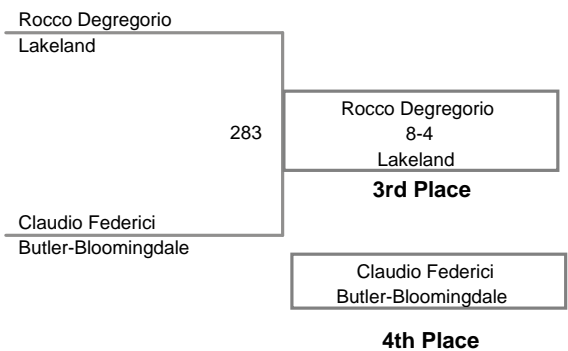 Rocco Degregorio
Lakeland
283
Rocco Degregorio
8-4
Lakeland
3rd Place
Claudio Federici
Butler-Bloomingdale
Claudio Federici
Butler-Bloomingdale
4th Place